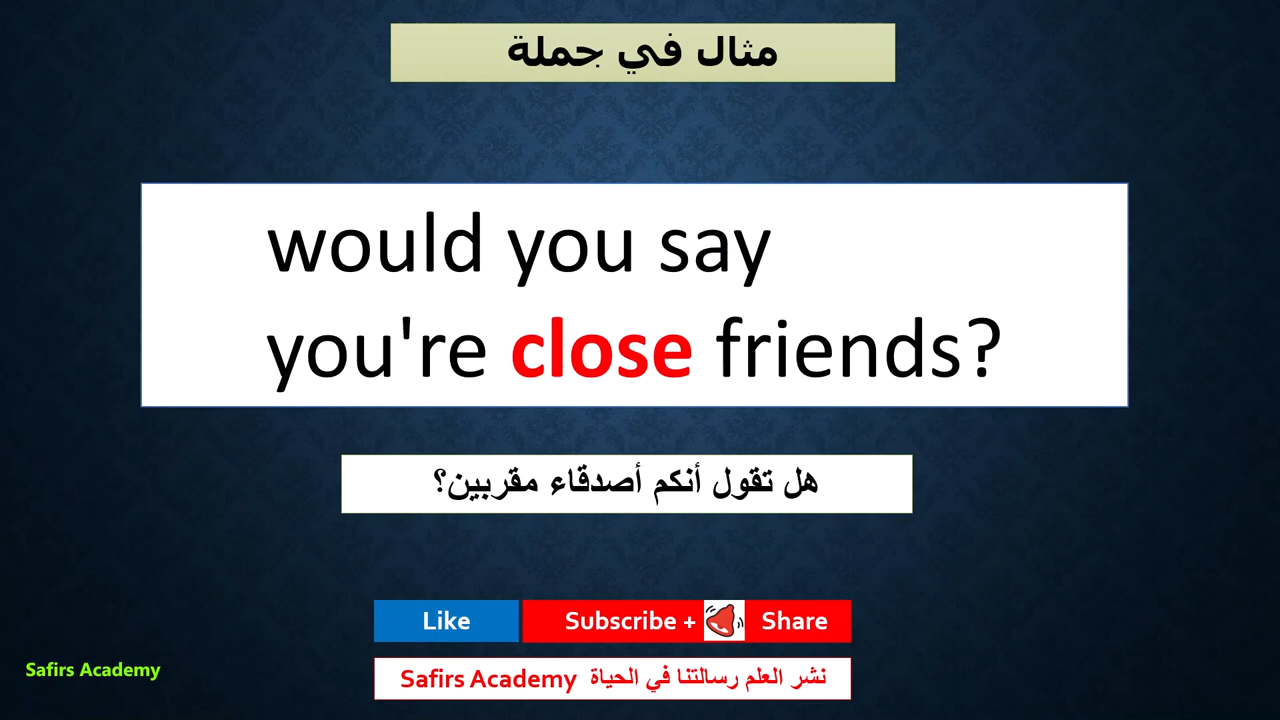 مثال في جملة
would you say
you're close friends?
هل تقول أنكم أصدقاء مقربين؟
Like Subscribe + Share
Safirs Academy نشر العلم رسالتنا في الحياة
Safirs Academy